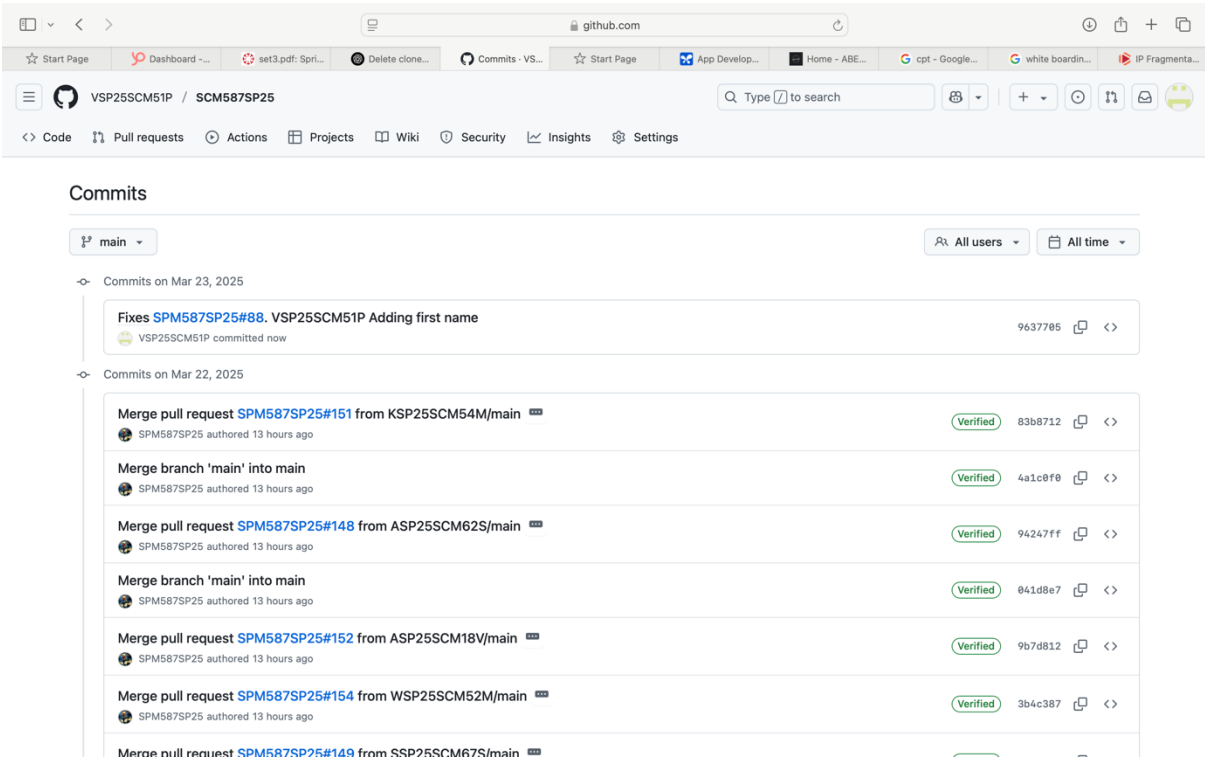 github.com
Start Page
Dashboard -...
set3.pdf: Spri...
Delete clone...
Commits · VS...
Start Page
App Develop...
Home - ABE...
cpt - Google...
white boardin...
IP Fragmenta...
VSP25SCM51P / SCM587SP25
Type / to search
Code
Pull requests
Actions
Projects
Wiki
Security
Insights
Settings
Commits
main
All users
All time
Commits on Mar 23, 2025
Fixes SPM587SP25#88. VSP25SCM51P Adding first name
9637705
VSP25SCM51P committed now
Commits on Mar 22, 2025
Merge pull request SPM587SP25#151 from KSP25SCM54M/main
Verified 83b8712
SPM587SP25 authored 13 hours ago
Merge branch 'main' into main
Verified 4a1c0f0
SPM587SP25 authored 13 hours ago
Merge pull request SPM587SP25#148 from ASP25SCM62S/main
Verified 94247ff
SPM587SP25 authored 13 hours ago
Merge branch 'main' into main
Verified 041d8e7
SPM587SP25 authored 13 hours ago
Merge pull request SPM587SP25#152 from ASP25SCM18V/main
Verified 9b7d812
SPM587SP25 authored 13 hours ago
Merge pull request SPM587SP25#154 from WSP25SCM52M/main
Verified 3b4c387
SPM587SP25 authored 13 hours ago
Merge pull request SPM587SP25#149 from SSP25SCM67S/main